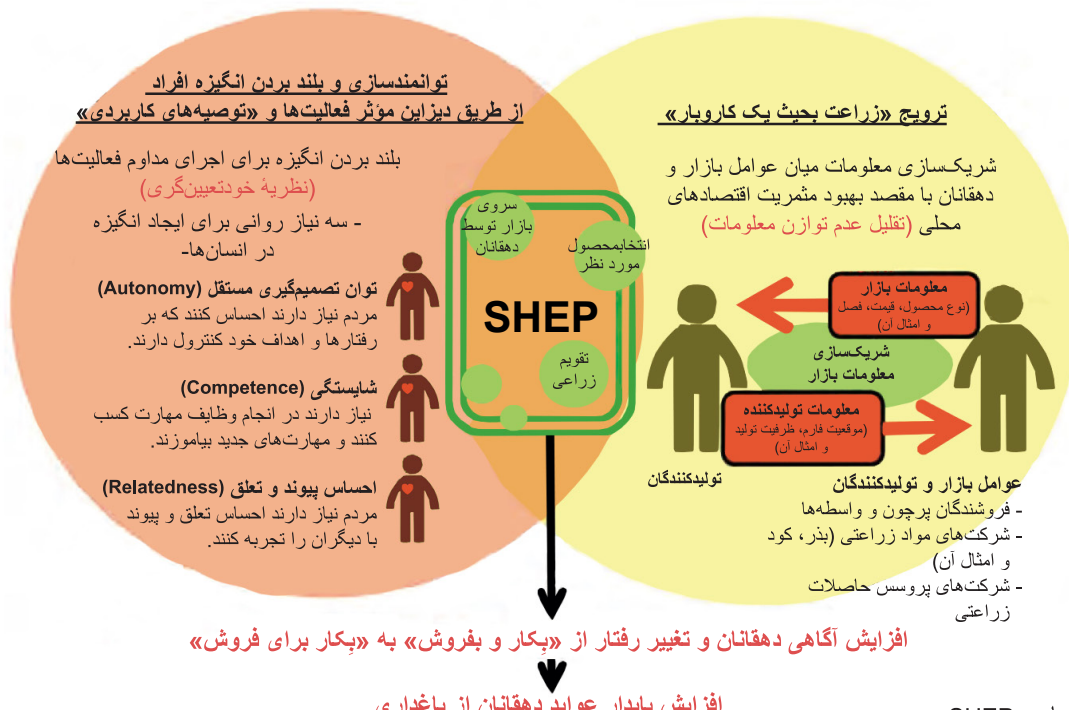 توانمندسازی و بلند بردن انگیزه افراد
از طریق دیزاین مؤثر فعالیت‌ها و «توصیه‌های کاربردی»
بلند بردن انگیزه برای اجرای مداوم فعالیت‌ها
(نظریهٔ خودتعیین‌گری)
- سه نیاز روانی برای ایجاد انگیزه
در انسان‌ها-
توان تصمیم‌گیری مستقل (Autonomy)
مردم نیاز دارند احساس کنند که بر
رفتارها و اهداف خود کنترول دارند.
شایستگی (Competence)
نیاز دارند در انجام وظایف مهارت کسب
کنند و مهارت‌های جدید بیاموزند.
احساس پیوند و تعلق (Relatedness)
مردم نیاز دارند احساس تعلق و پیوند
با دیگران را تجربه کنند.
سروی
بازار توسط
دهقانان
انتخابمحصول
مورد نظر
SHEP
تقویم
زراعی
ترویج «زراعت بحیث یک کاروبار»
شریک‌سازی معلومات میان عوامل بازار و
دهقانان با مقصد بهبود مثمریت اقتصادهای
محلی (تقلیل عدم توازن معلومات)
معلومات بازار
(نوع محصول، قیمت، فصل
و امثال آن)
شریک‌سازی
معلومات بازار
معلومات تولیدکننده
(موقعیت فارم، ظرفیت تولید
و امثال آن)
تولیدکنندگان
عوامل بازار و تولیدکنندگان
- فروشندگان پرچون و واسطه‌ها
- شرکت‌های مواد زراعتی (بذر، کود
و امثال آن)
- شرکت‌های پروسس حاصلات
زراعتی
افزایش آگاهی دهقانان و تغییر رفتار از «بِکار و بفروش» به «بِکار برای فروش»
افزایش پایدار عواید دهقانان از باغداری
SHEP